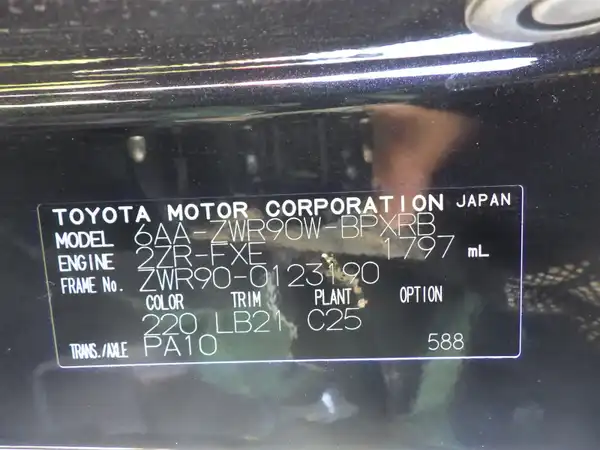 TOYOTA MOTOR CORPORATION JAPAN
MODEL 6AA-ZWR90W-BPXRB
ENGINE 2ZR-FXE 1797 mL
FRAME No. ZWR90-0123190
COLOR TRIM PLANT OPTION
220 LB21 C25
TRANS./AXLE PA10 588